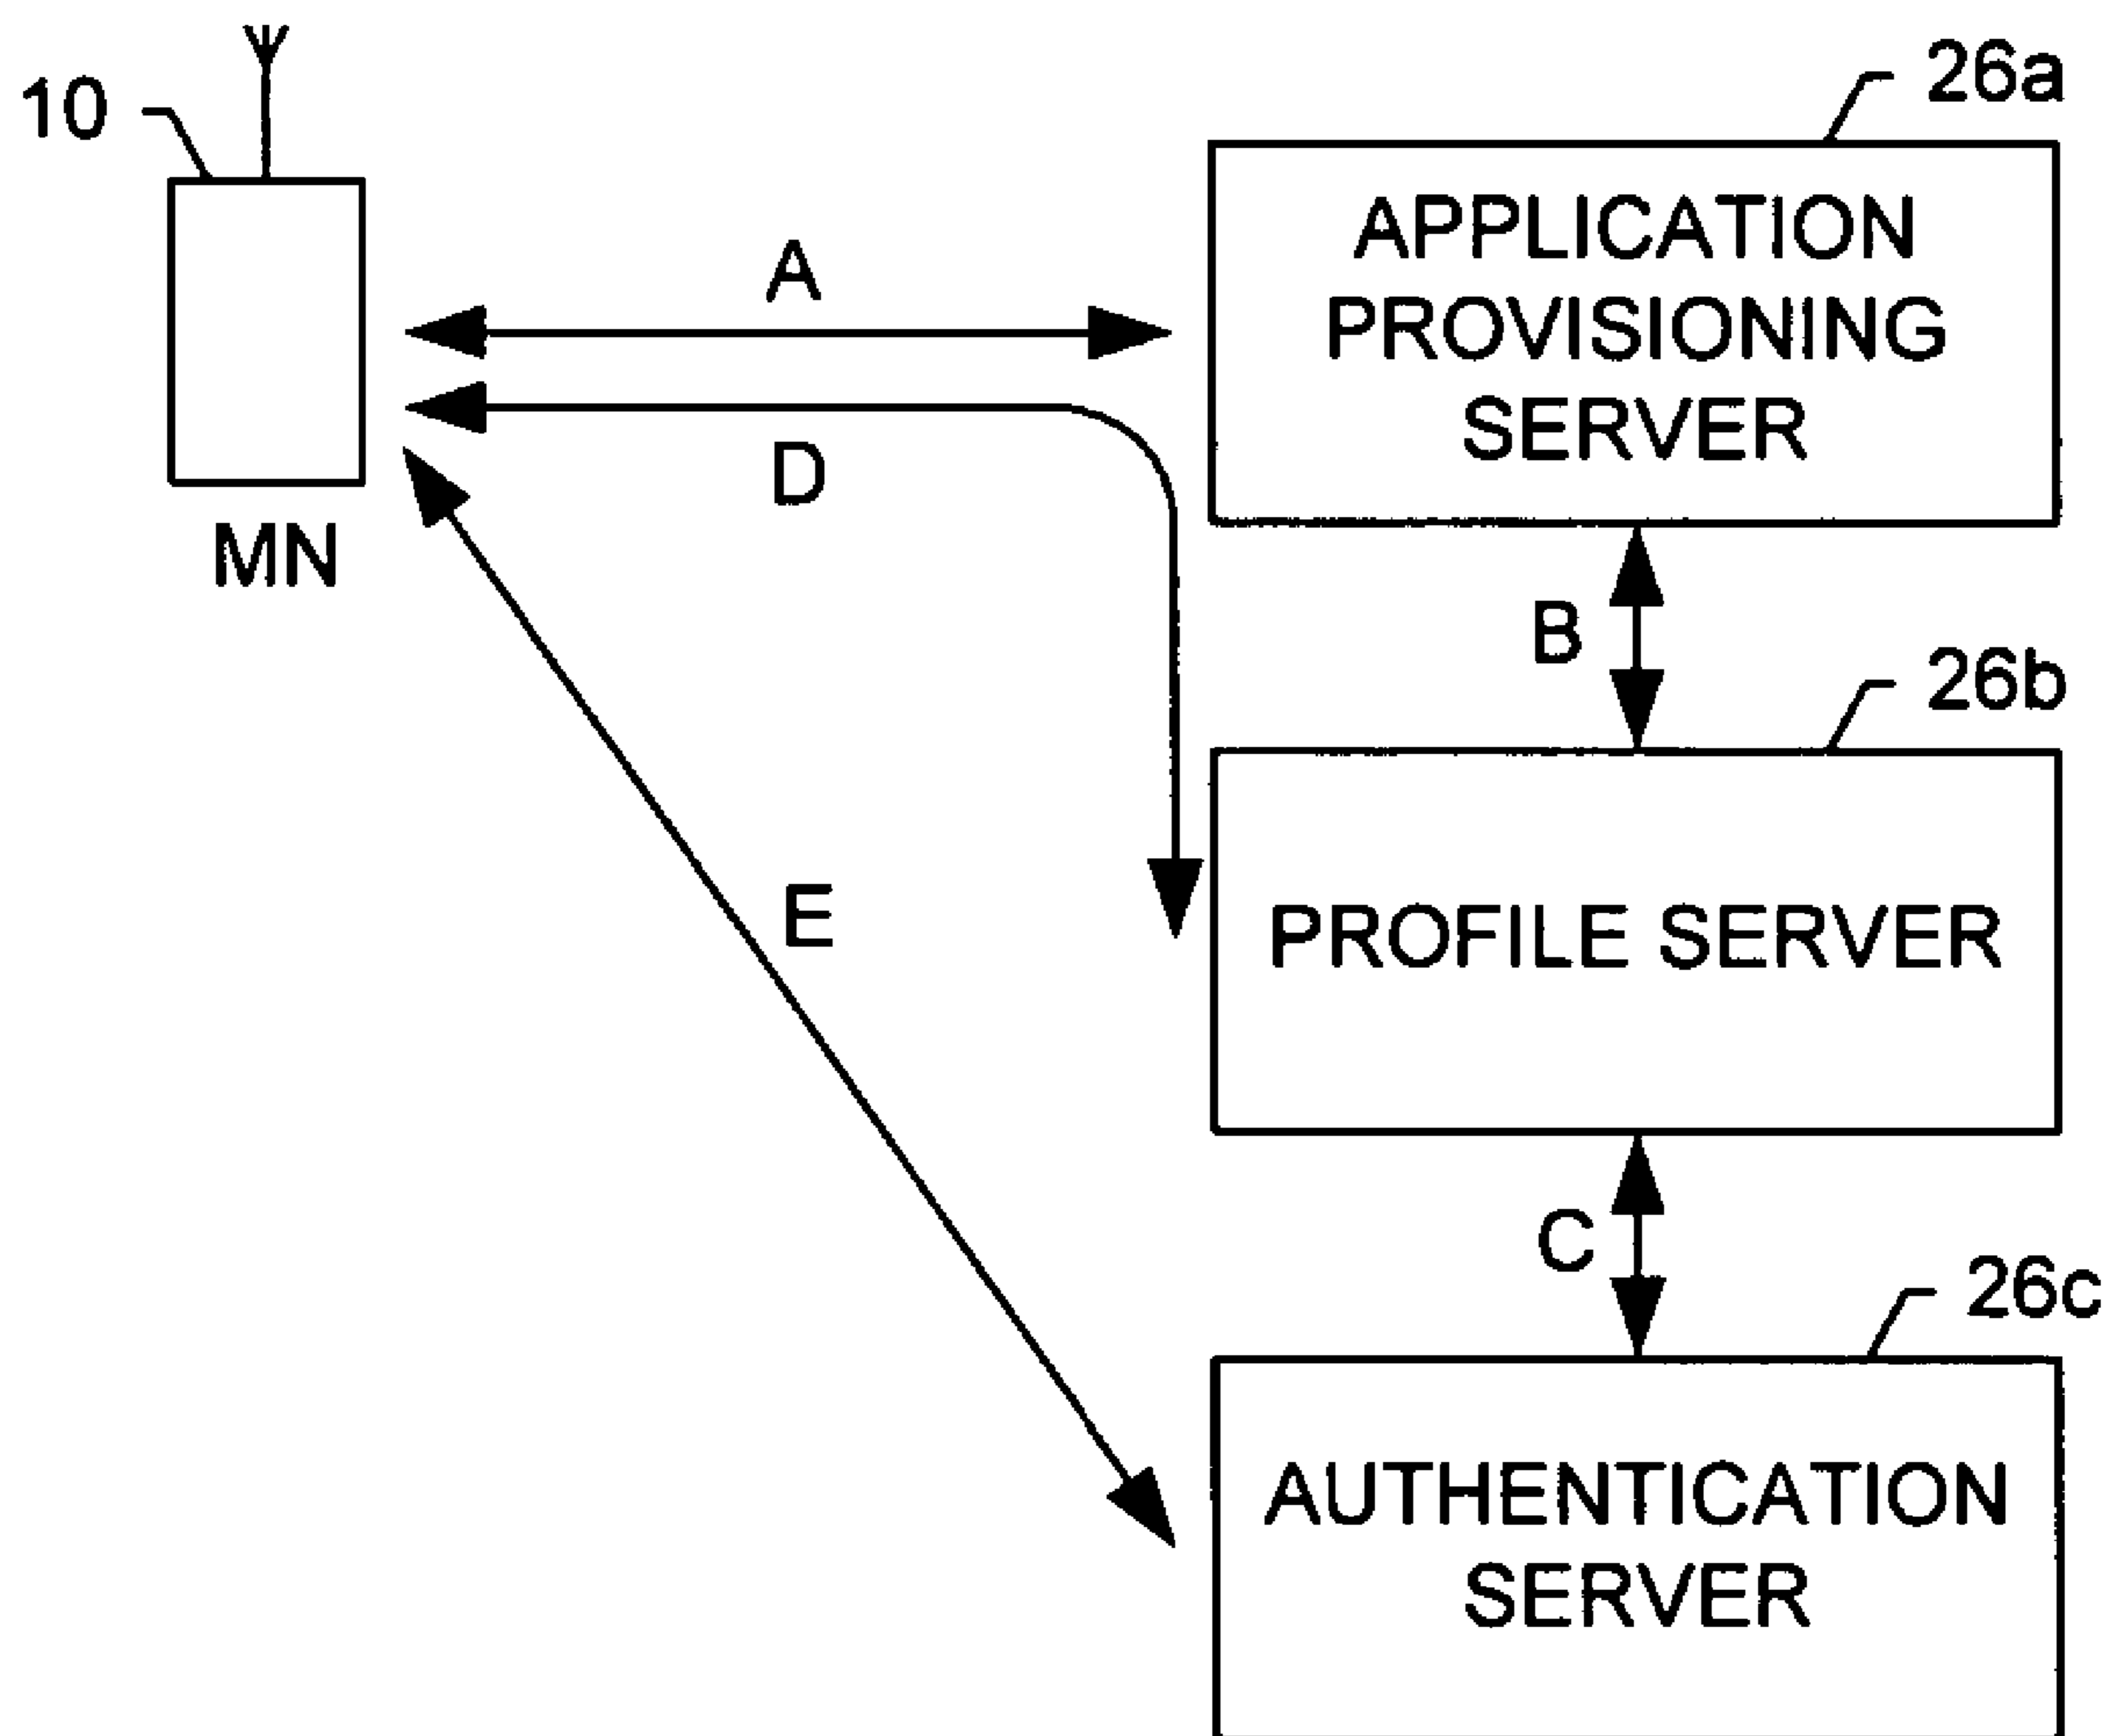 10
26a
APPLICATION
PROVISIONING
SERVER
A
D
MN
B
26b
PROFILE SERVER
E
C
26c
AUTHENTICATION
SERVER